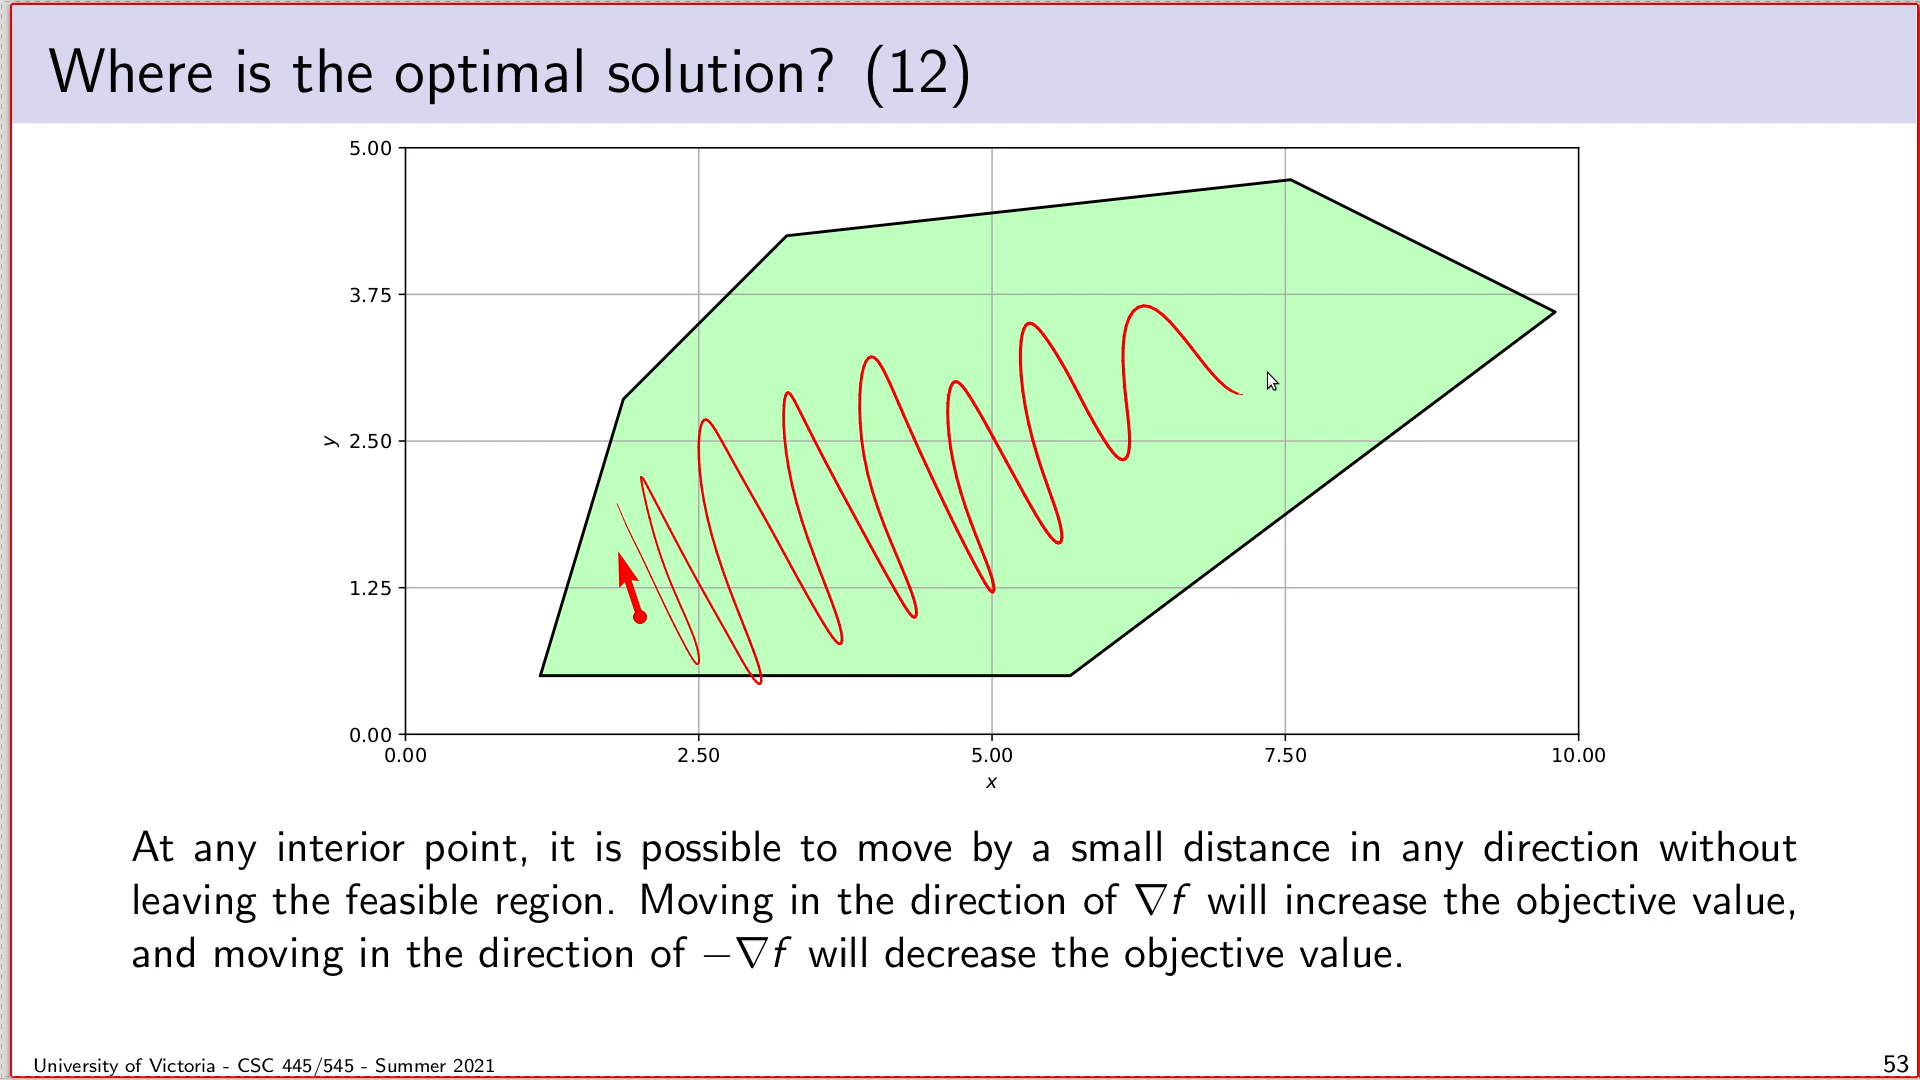 Where is the optimal solution? (12)
5.00
3.75
y 2.50
1.25
0.00
0.00 2.50 5.00 7.50 10.00
x
At any interior point, it is possible to move by a small distance in any direction without
leaving the feasible region. Moving in the direction of ∇f will increase the objective value,
and moving in the direction of −∇f will decrease the objective value.
University of Victoria - CSC 445/545 - Summer 2021 53